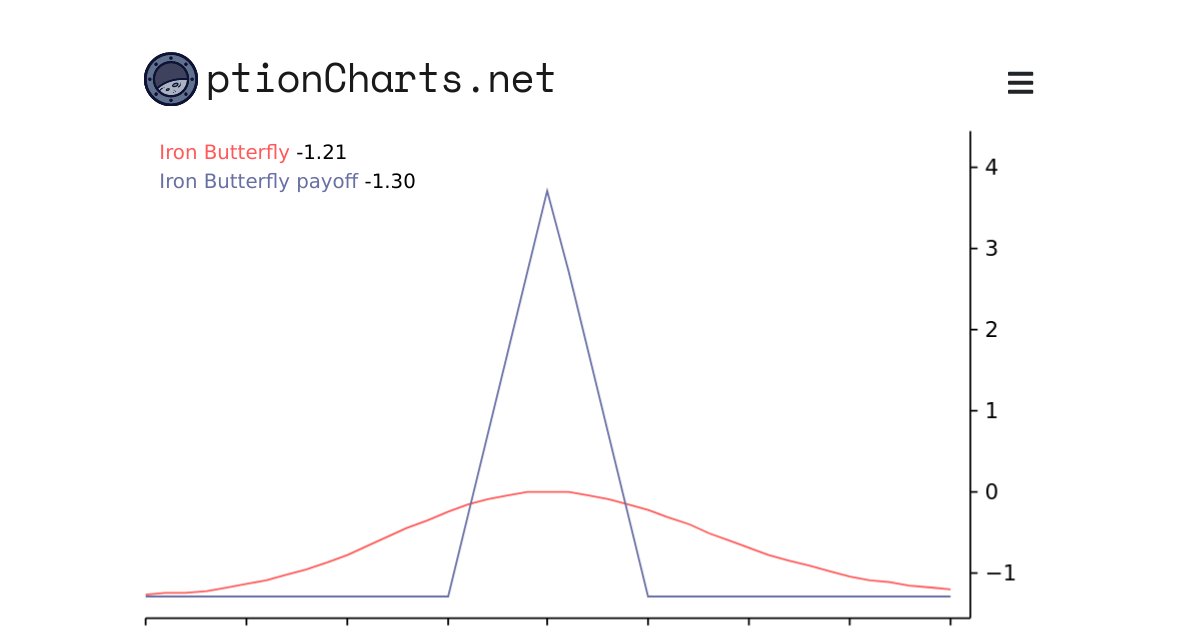 ptionCharts.net
Iron Butterfly -1.21
Iron Butterfly payoff -1.30
4
3
2
1
0
−1